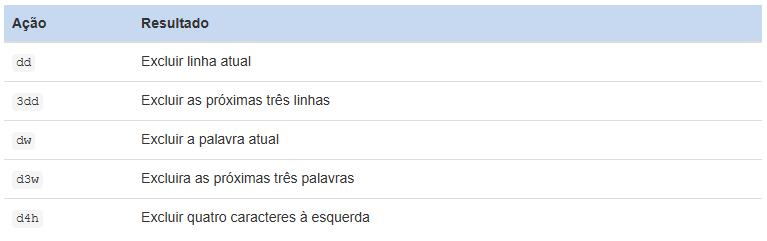 Ação Resultado
dd Excluir linha atual
3dd Excluir as próximas três linhas
dw Excluir a palavra atual
d3w Excluira as próximas três palavras
d4h Excluir quatro caracteres à esquerda